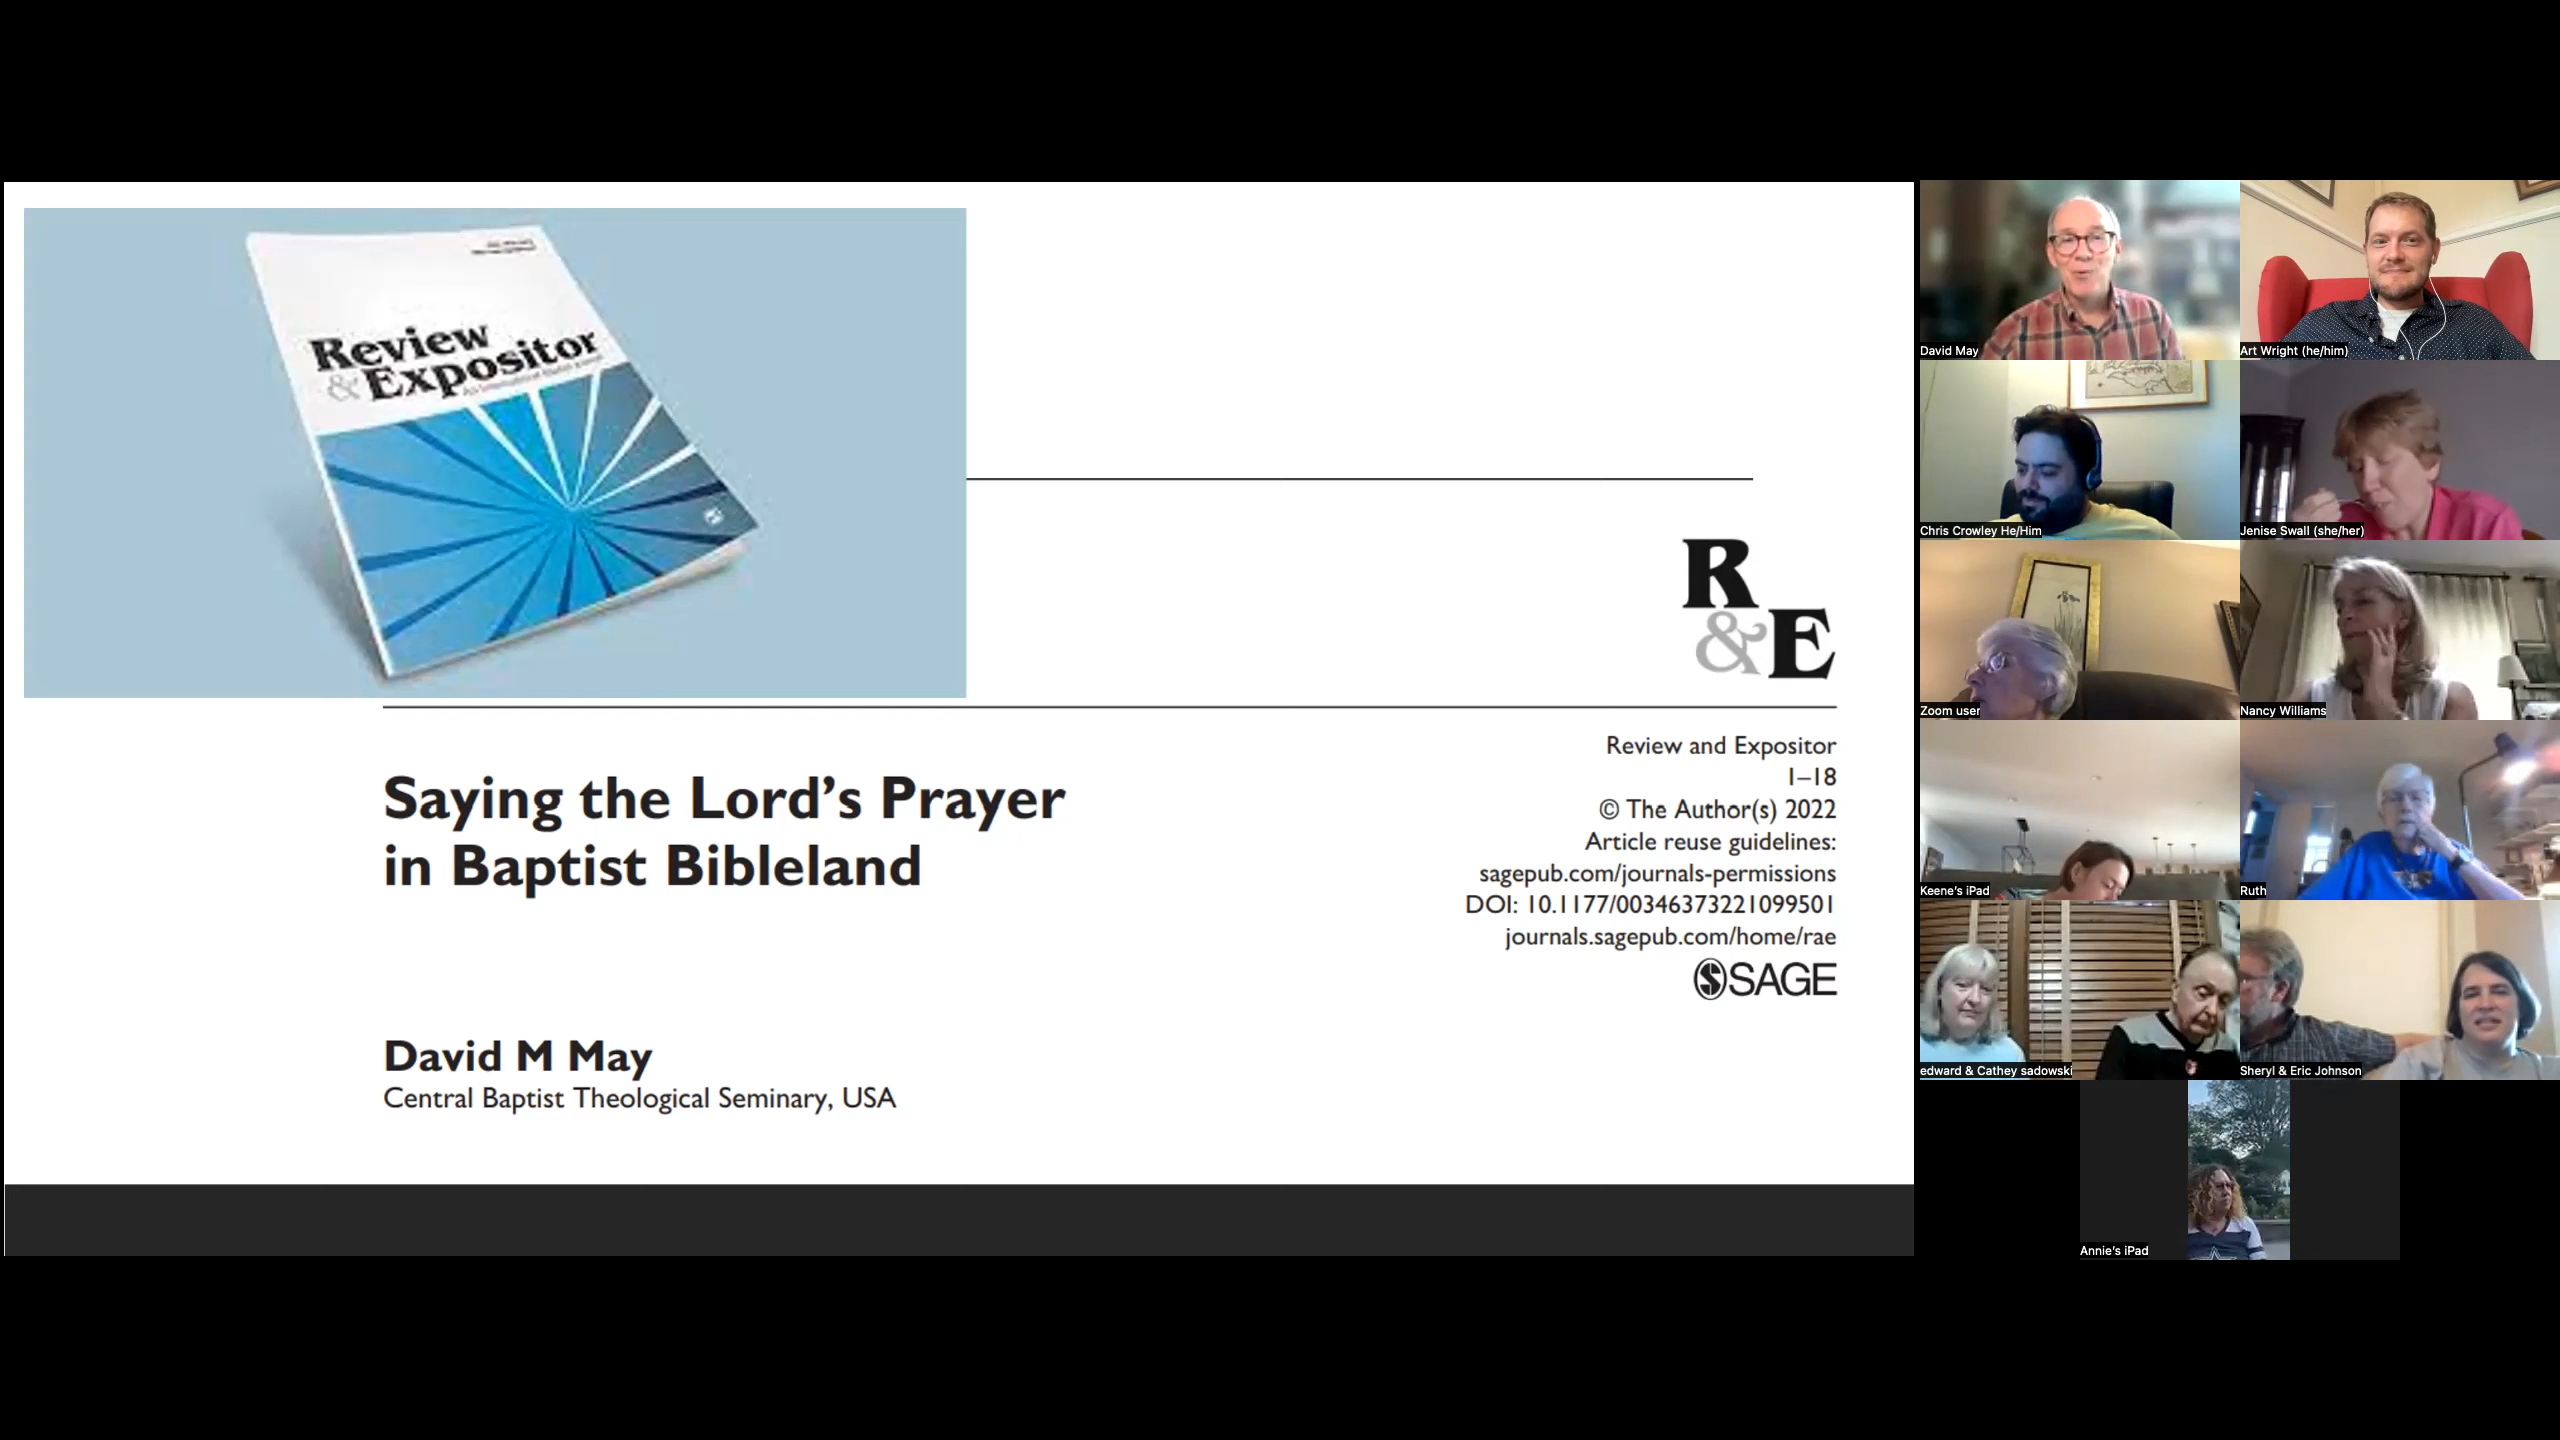 Review
& Expositor
R
& E
Review and Expositor
1–18
© The Author(s) 2022
Article reuse guidelines:
sagepub.com/journals-permissions
DOI: 10.1177/00346373221099501
journals.sagepub.com/home/rae
SAGE
Saying the Lord’s Prayer
in Baptist Bibleland
David M May
Central Baptist Theological Seminary, USA
David May
Art Wright (he/him)
Chris Crowley He/Him
Jenise Swall (she/her)
Zoom user
Nancy Williams
Keene's iPad
Ruth
edward & Cathey sadowski
Sheryl & Eric Johnson
Annie's iPad